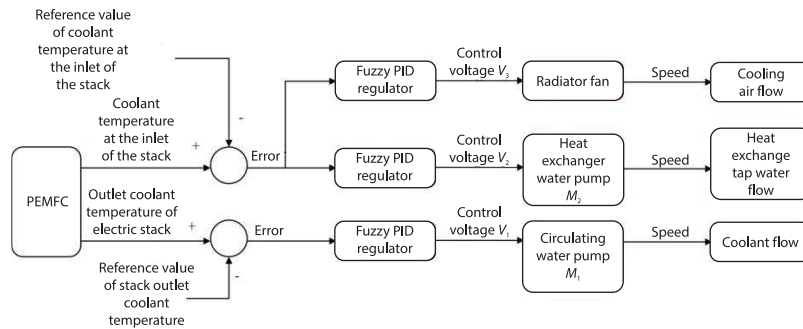 Reference value
of coolant
temperature at
the inlet of
the stack
Coolant
temperature
at the inlet
of the stack
Outlet coolant
temperature of
electric stack
Reference value
of stack outlet
coolant
temperature
PEMFC
+
-
Error
+
-
Error
Fuzzy PID
regulator
Control
voltage V₃
Radiator fan
Speed
Cooling
air flow
Fuzzy PID
regulator
Control
voltage V₂
Heat
exchanger
water pump
M₂
Speed
Heat
exchange
tap water
flow
Fuzzy PID
regulator
Control
voltage V₁
Circulating
water pump
M₁
Speed
Coolant flow